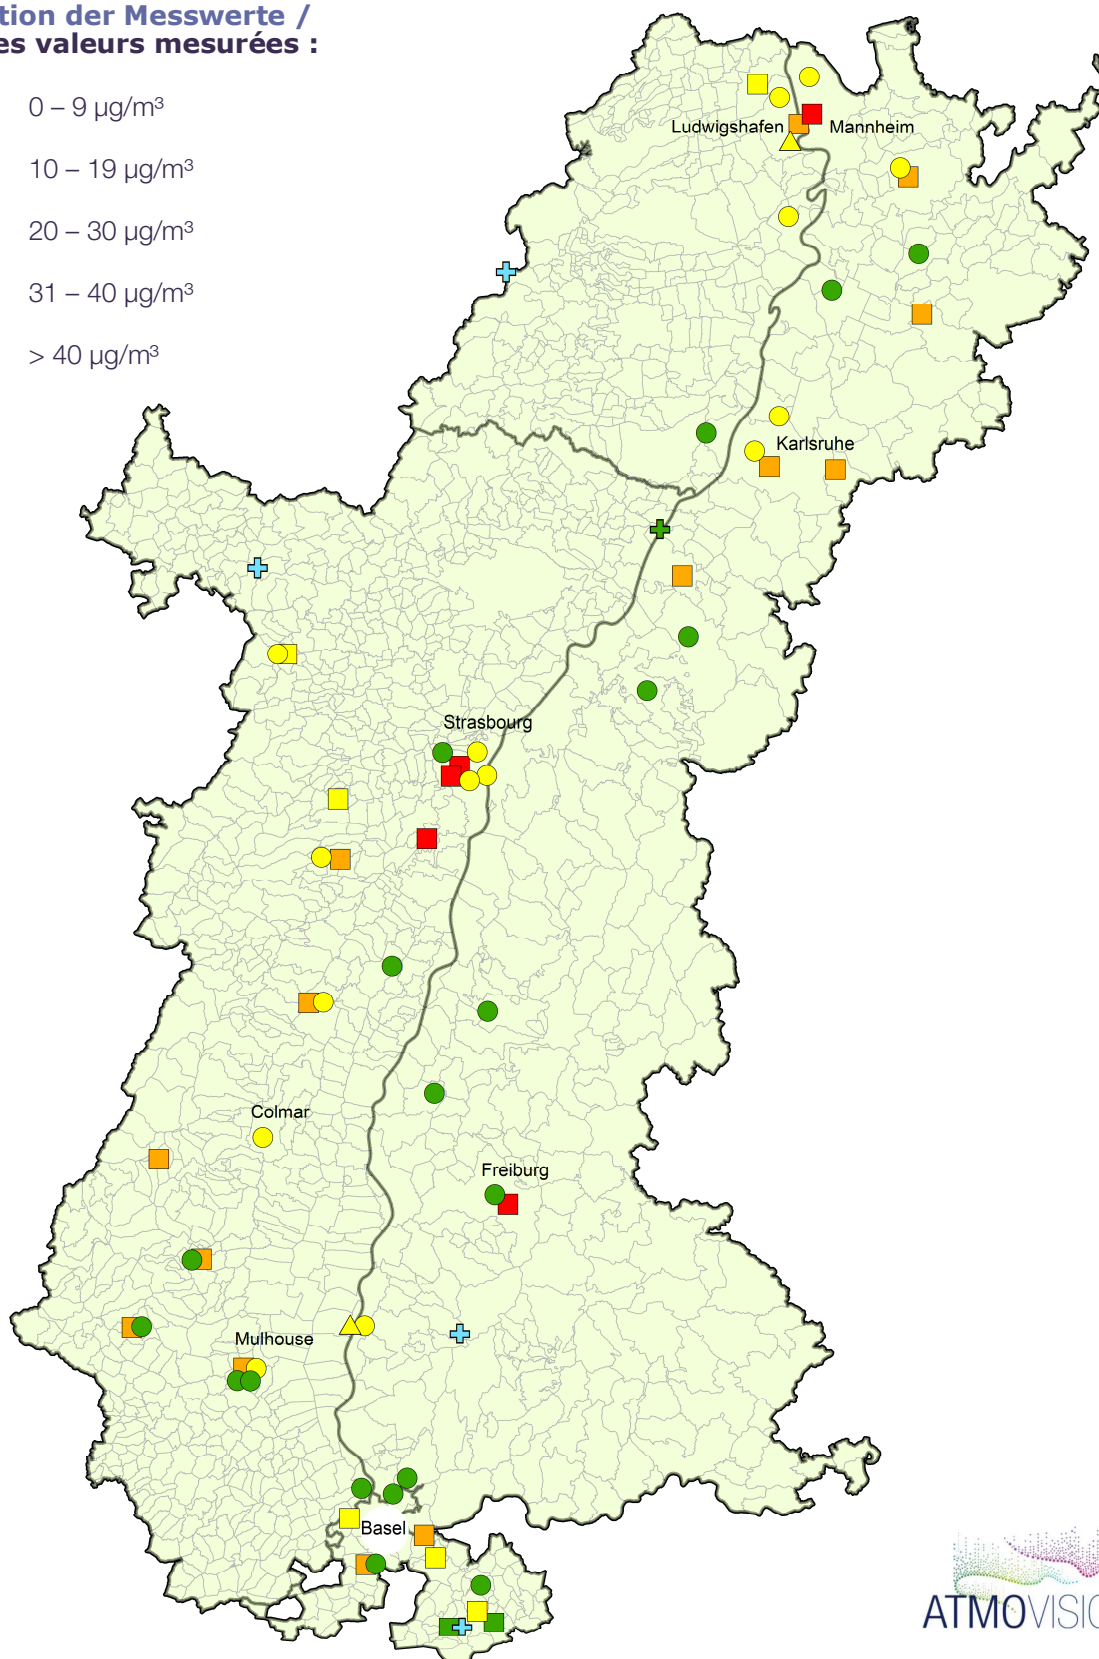 tion der Messwerte /
es valeurs mesurées :
0 – 9 µg/m³
10 – 19 µg/m³
20 – 30 µg/m³
31 – 40 µg/m³
> 40 µg/m³
Ludwigshafen
Mannheim
Karlsruhe
Strasbourg
Colmar
Freiburg
Mulhouse
Basel
ATMOVISIO